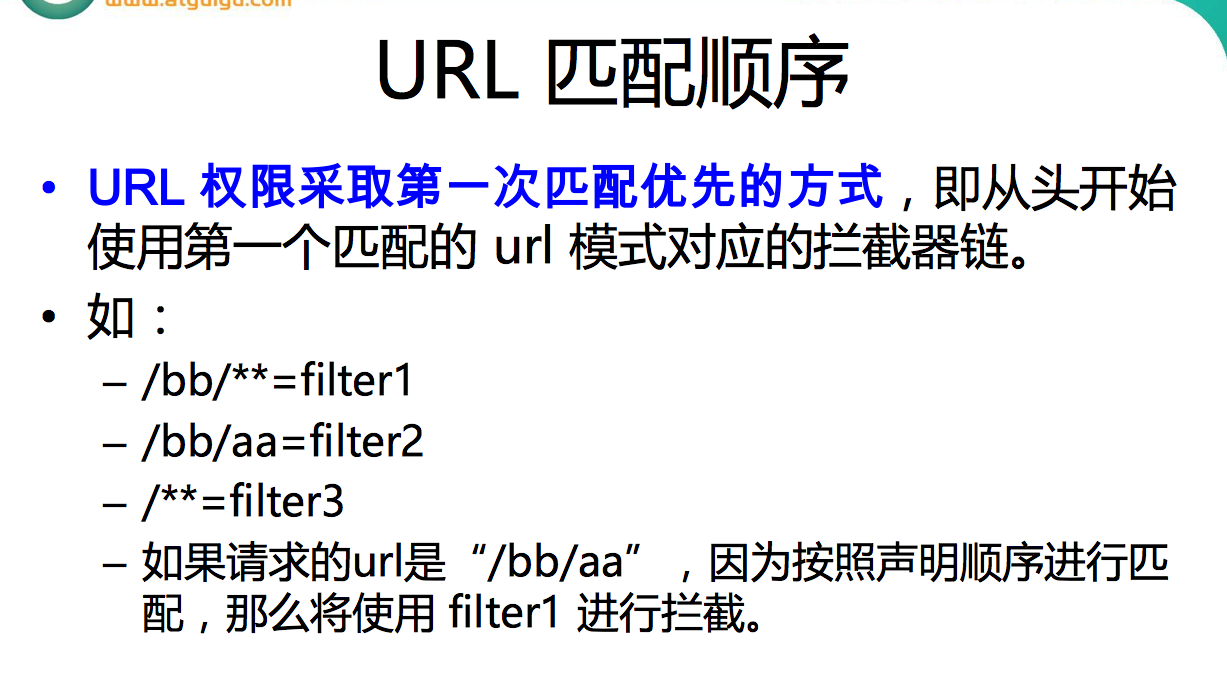 www.atguigu.com
URL 匹配顺序
• URL 权限采取第一次匹配优先的方式，即从头开始
使用第一个匹配的 url 模式对应的拦截器链。
• 如：
– /bb/**=filter1
– /bb/aa=filter2
– /**=filter3
– 如果请求的url是“/bb/aa”，因为按照声明顺序进行匹
配，那么将使用 filter1 进行拦截。